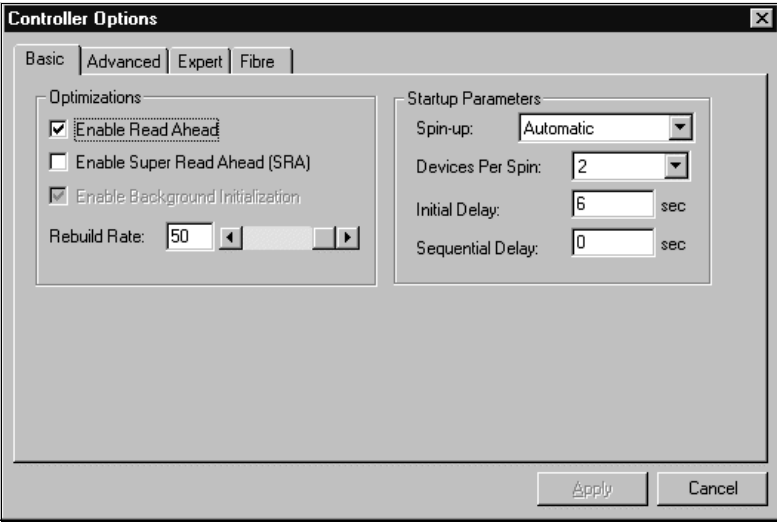 Controller Options
Basic Advanced Expert Fibre
Optimizations
Enable Read Ahead
Enable Super Read Ahead (SRA)
Enable Background Initialization
Rebuild Rate: 50
Startup Parameters
Spin-up: Automatic
Devices Per Spin: 2
Initial Delay: 6 sec
Sequential Delay: 0 sec
Apply Cancel